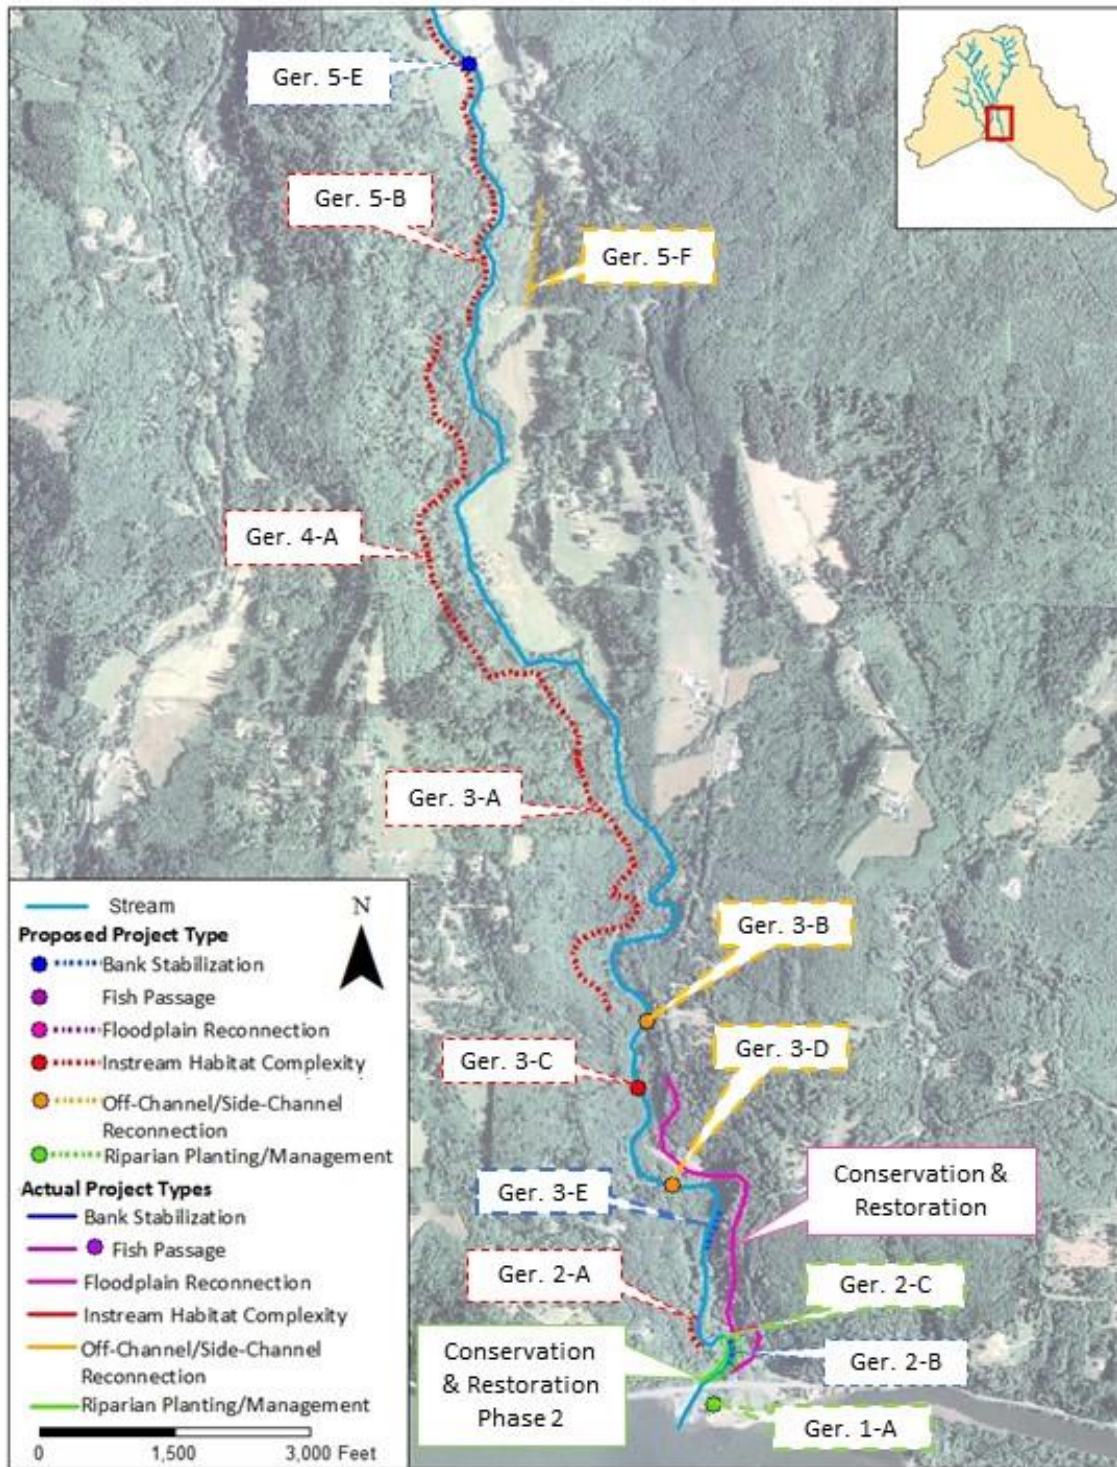 Ger. 5-E
Ger. 5-B
Ger. 5-F
Ger. 4-A
Ger. 3-A
Ger. 3-B
Ger. 3-C
Ger. 3-D
Ger. 3-E
Conservation &
Restoration
Ger. 2-A
Ger. 2-C
Conservation
& Restoration
Phase 2
Ger. 2-B
Ger. 1-A
Stream
N
Proposed Project Type
Bank Stabilization
Fish Passage
Floodplain Reconnection
Instream Habitat Complexity
Off-Channel/Side-Channel
Reconnection
Riparian Planting/Management
Actual Project Types
Bank Stabilization
Fish Passage
Floodplain Reconnection
Instream Habitat Complexity
Off-Channel/Side-Channel
Reconnection
Riparian Planting/Management
0 1,500 3,000 Feet